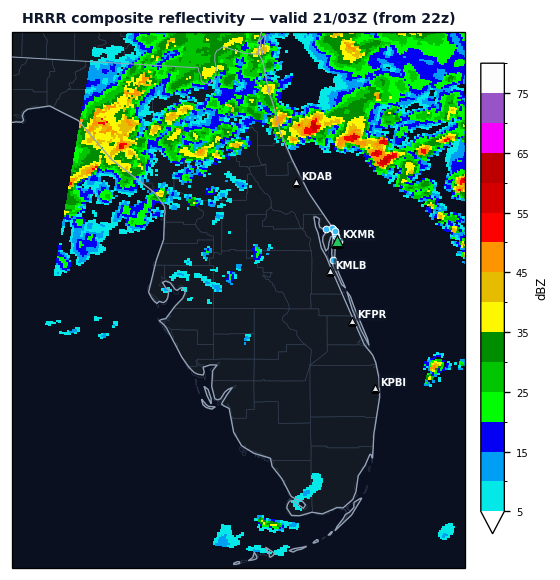 HRRR composite reflectivity — valid 21/03Z (from 22z)
KDAB
KXMR
KMLB
KFPR
KPBI
75
65
55
45
35
25
15
5
dBZ